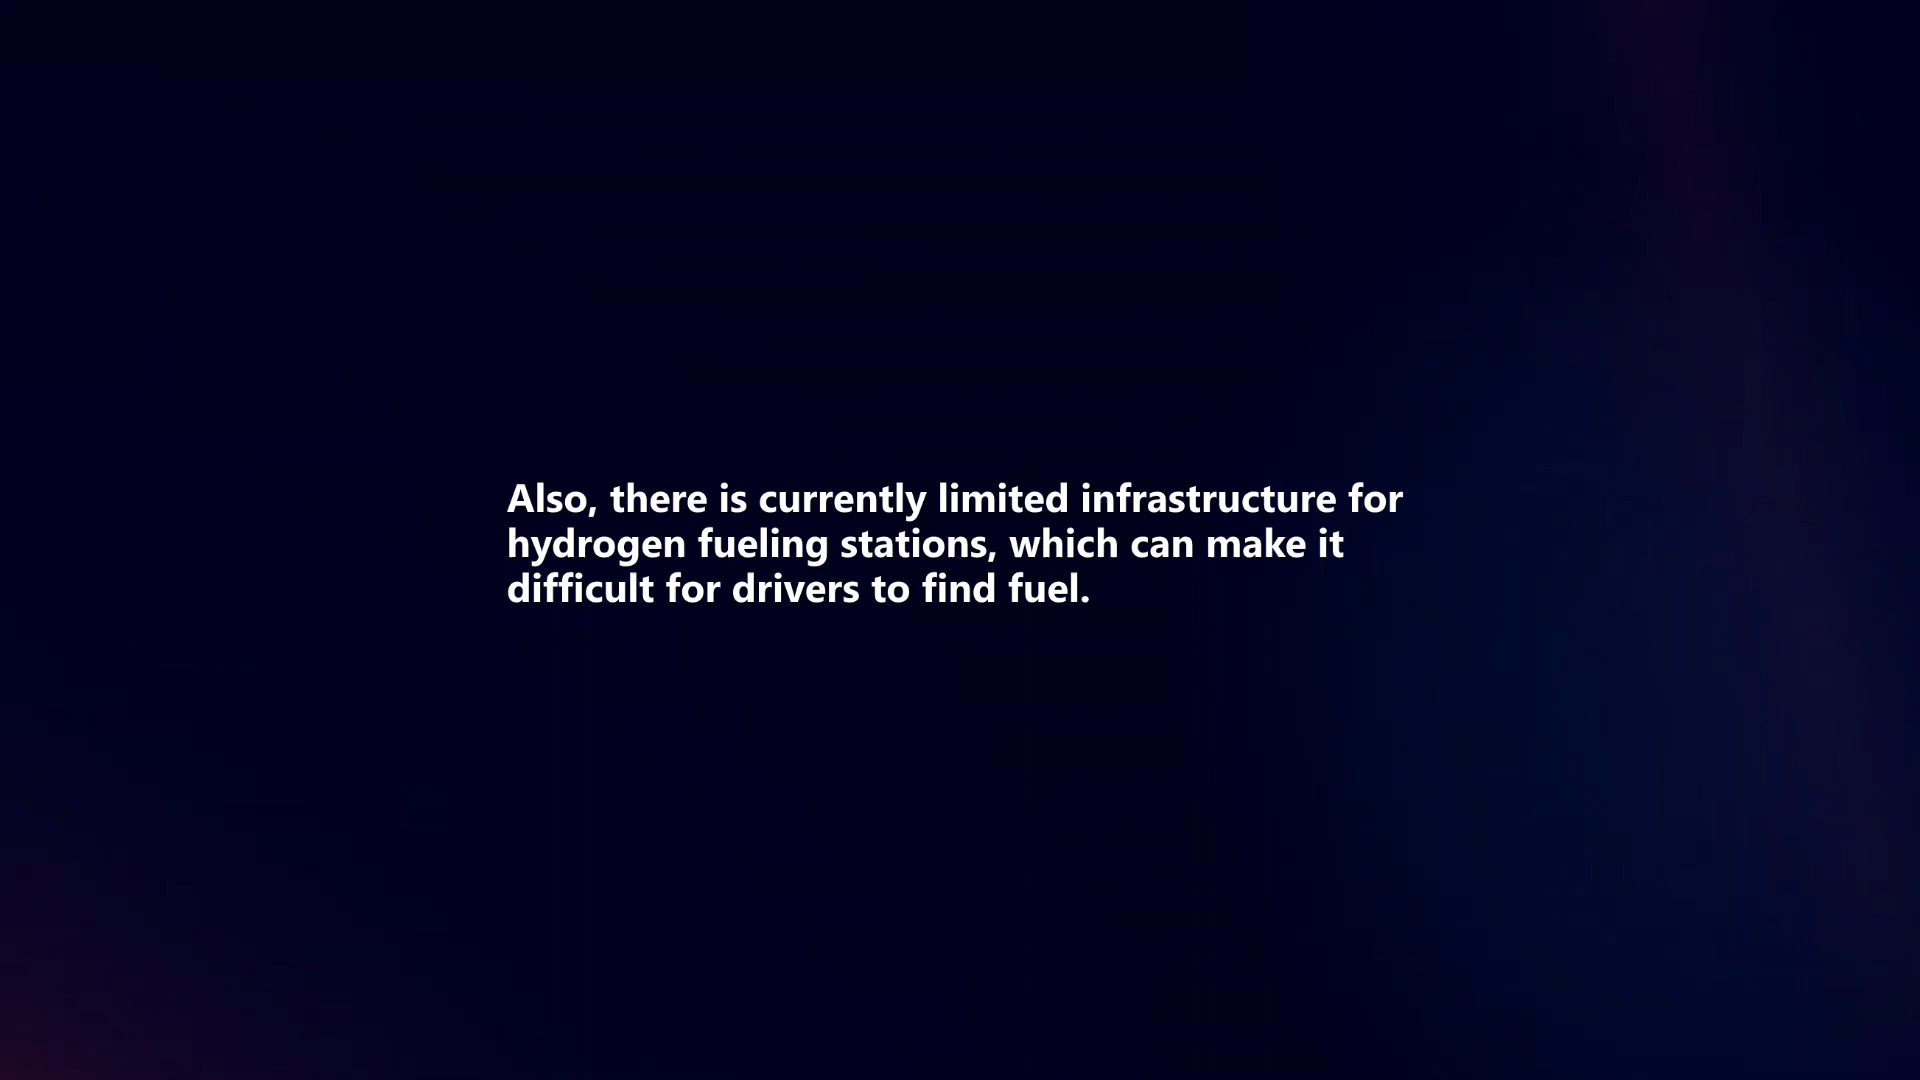 Also, there is currently limited infrastructure for
hydrogen fueling stations, which can make it
difficult for drivers to find fuel.